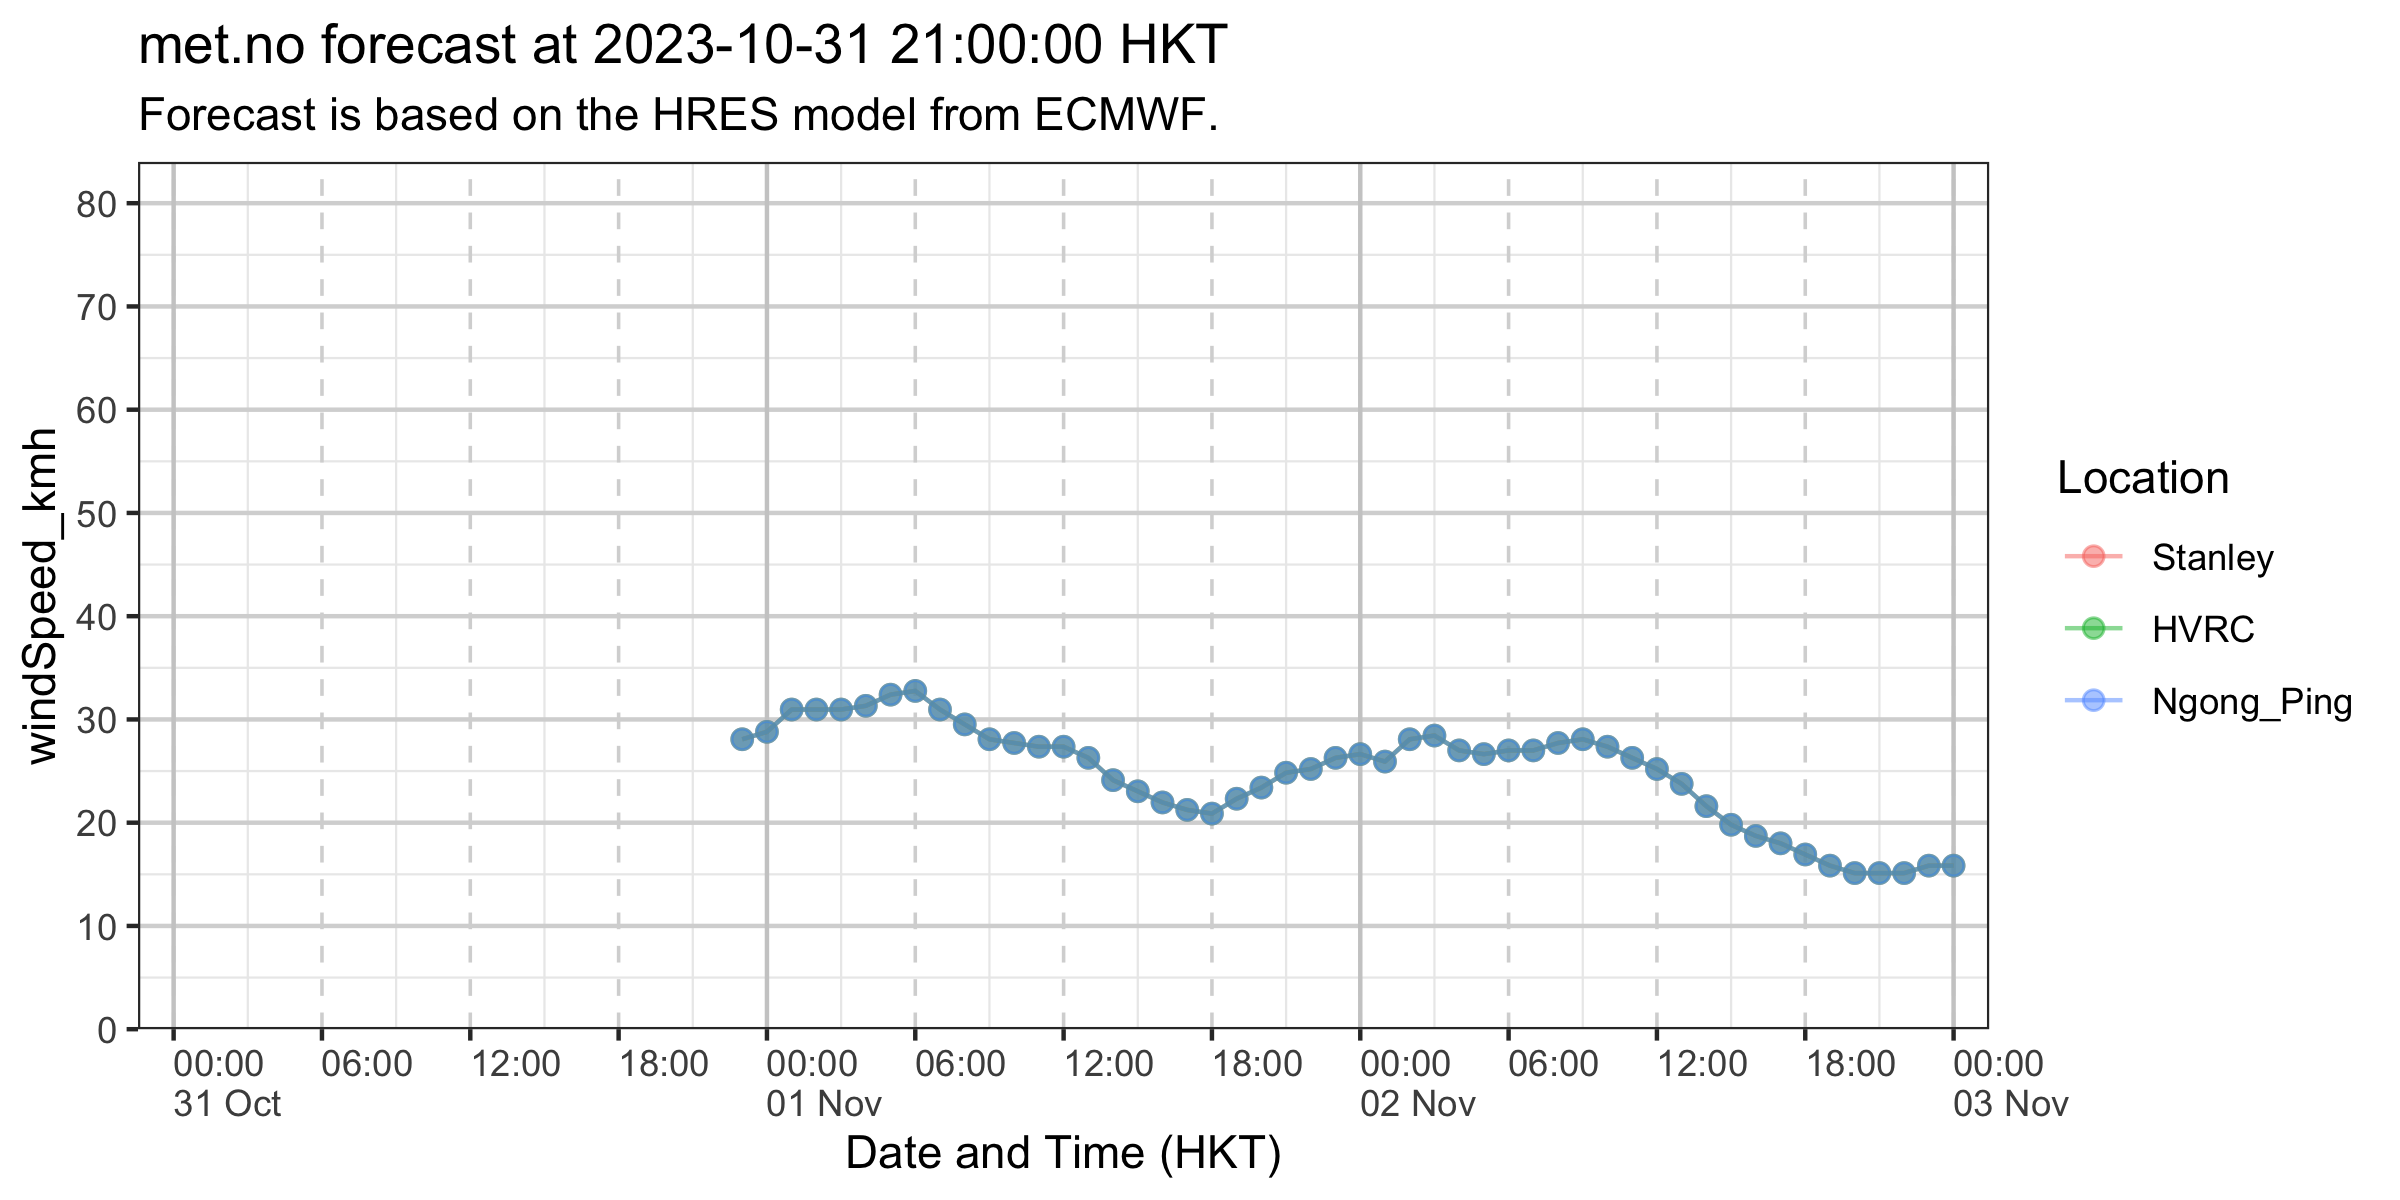 met.no forecast at 2023-10-31 21:00:00 HKT
Forecast is based on the HRES model from ECMWF.
windSpeed_kmh
80
70
60
50
40
30
20
10
0
00:00 06:00 12:00 18:00 00:00 06:00 12:00 18:00 00:00 06:00 12:00 18:00 00:00
31 Oct 01 Nov 02 Nov 03 Nov
Date and Time (HKT)
Location
Stanley
HVRC
Ngong_Ping